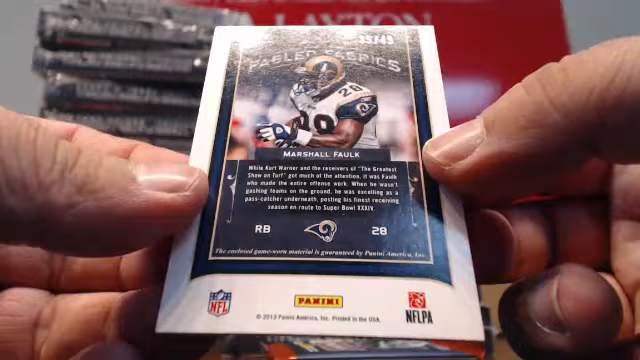 LAYTON
35/49
FABLED FABRICS
28
MARSHALL FAULK
While Kurt Warner and the receivers of "The Greatest
Show on Turf" got much of the attention, it was Faulk
who made the entire offense work. When he wasn't
gashing teams on the ground, he was excelling as a
pass-catcher underneath, posting his finest receiving
season en route to Super Bowl XXXIV.
RB
28
The enclosed game-worn material is guaranteed by Panini America, Inc.
NFL
PANINI
NFLPA
© 2013 Panini America, Inc. Printed in the USA.